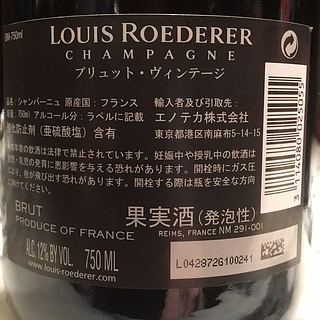 BM-750ml
LOUIS ROEDERER
CHAMPAGNE
ブリュット・ヴィンテージ
品名:シャンパーニュ 原産国:フランス 輸入者及び引取先:
容量:750ml アルコール分:ラベルに記載 エノテカ株式会社
酸化防止剤(亜硫酸塩)含有 東京都港区南麻布5-14-15
年者の飲酒は法律で禁止されています。妊娠中や授乳中の飲酒は
胎児・乳児の発育に悪影響を与える恐れがあります。開栓時にガス圧
により、栓が飛び出す恐れがあります。開栓する際は瓶を安全な方向
BRUT
PRODUCE OF FRANCE
果実酒(発泡性)
REIMS, FRANCE NM 291-001
ALC. 12% BY VOL. 750 ML
www.louis-roederer.com
L042872G100241
3 114080 025055